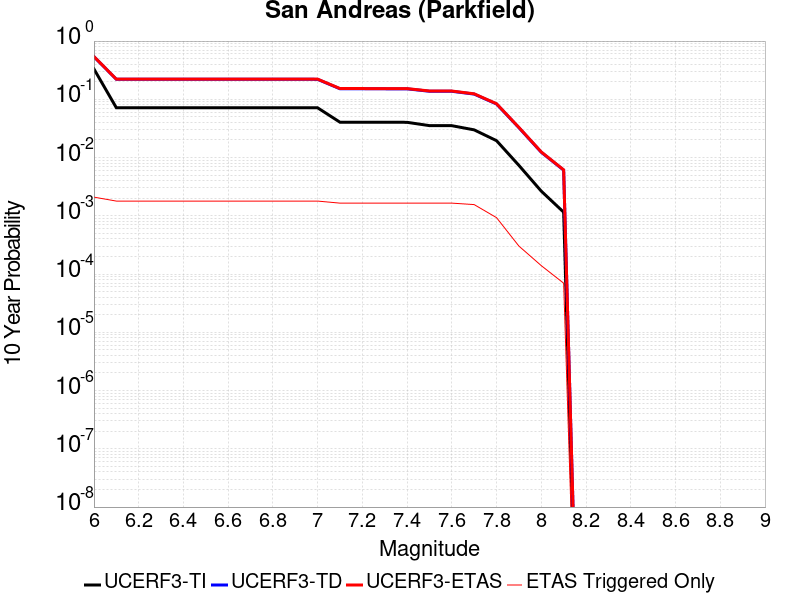 San Andreas (Parkfield)
10^0
10^-1
10^-2
10^-3
10^-4
10^-5
10^-6
10^-7
10^-8
10 Year Probability
6 6.2 6.4 6.6 6.8 7 7.2 7.4 7.6 7.8 8 8.2 8.4 8.6 8.8 9
Magnitude
UCERF3-TI UCERF3-TD UCERF3-ETAS ETAS Triggered Only